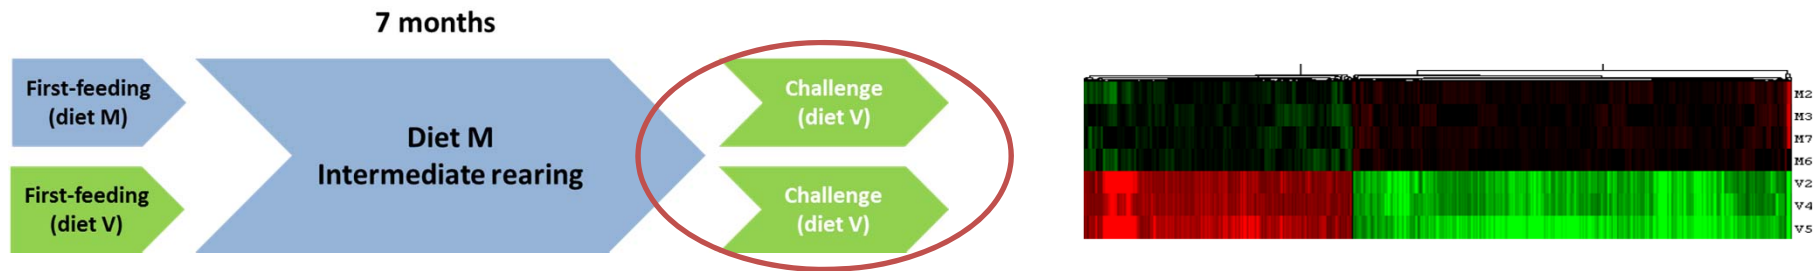 7 months
First-feeding
(diet M)
First-feeding
(diet V)
Diet M
Intermediate rearing
Challenge
(diet V)
Challenge
(diet V)
M2
M3
M7
M6
V2
V4
V5